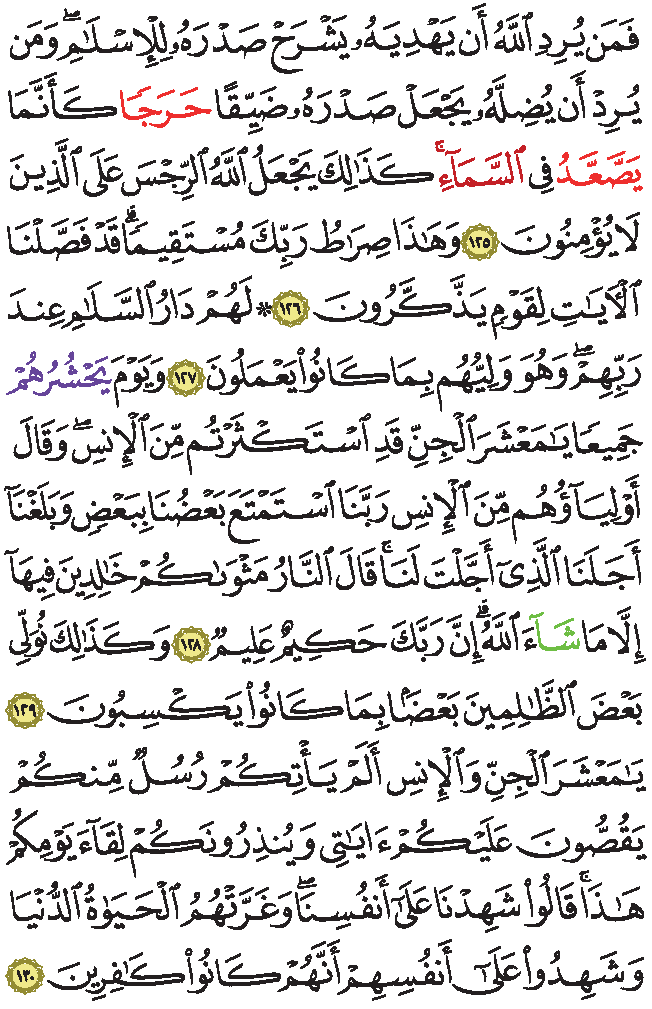 فَمَن يُرِدِ ٱللَّهُ أَن يَهْدِيَهُۥ يَشْرَحْ صَدْرَهُۥ لِلْإِسْلَٰمِۖ وَمَن
يُرِدْ أَن يُضِلَّهُۥ يَجْعَلْ صَدْرَهُۥ ضَيِّقًا حَرَجًا كَأَنَّمَا
يَصَّعَّدُ فِي ٱلسَّمَآءِۚ كَذَٰلِكَ يَجْعَلُ ٱللَّهُ ٱلرِّجْسَ عَلَى ٱلَّذِينَ
لَا يُؤْمِنُونَ ١٢٥ وَهَٰذَا صِرَٰطُ رَبِّكَ مُسْتَقِيمًاۗ قَدْ فَصَّلْنَا
ٱلْأٓيَٰتِ لِقَوْمٍ يَذَّكَّرُونَ ١٢٦ ۞ لَهُمْ دَارُ ٱلسَّلَٰمِ عِندَ
رَبِّهِمْۖ وَهُوَ وَلِيُّهُم بِمَا كَانُوا۟ يَعْمَلُونَ ١٢٧ وَيَوْمَ يَحْشُرُهُمْ
جَمِيعًا يَٰمَعْشَرَ ٱلْجِنِّ قَدِ ٱسْتَكْثَرْتُم مِّنَ ٱلْإِنسِۖ وَقَالَ
أَوْلِيَآؤُهُم مِّنَ ٱلْإِنسِ رَبَّنَا ٱسْتَمْتَعَ بَعْضُنَا بِبَعْضٍ وَبَلَغْنَآ
أَجَلَنَا ٱلَّذِىٓ أَجَّلْتَ لَنَاۚ قَالَ ٱلنَّارُ مَثْوَىٰكُمْ خَٰلِدِينَ فِيهَآ
إِلَّا مَا شَآءَ ٱللَّهُۗ إِنَّ رَبَّكَ حَكِيمٌ عَلِيمٌ ١٢٨ وَكَذَٰلِكَ نُوَلِّى
بَعْضَ ٱلظَّٰلِمِينَ بَعْضًۢا بِمَا كَانُوا۟ يَكْسِبُونَ ١٢٩
يَٰمَعْشَرَ ٱلْجِنِّ وَٱلْإِنسِ أَلَمْ يَأْتِكُمْ رُسُلٌ مِّنكُمْ
يَقُصُّونَ عَلَيْكُمْ ءَايَٰتِى وَيُنذِرُونَكُمْ لِقَآءَ يَوْمِكُمْ
هَٰذَاۚ قَالُوا۟ شَهِدْنَا عَلَىٰٓ أَنفُسِنَاۖ وَغَرَّتْهُمُ ٱلْحَيَوٰةُ ٱلدُّنْيَا
وَشَهِدُوا۟ عَلَىٰٓ أَنفُسِهِمْ أَنَّهُمْ كَانُوا۟ كَٰفِرِينَ ١٣٠